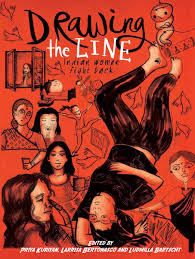 DRAWING
the LINE
indian women
fight back
EDITED BY
PRIYA KURIYAN, LARISSA BERTONASCO AND LUDMILLA BARTSCHT